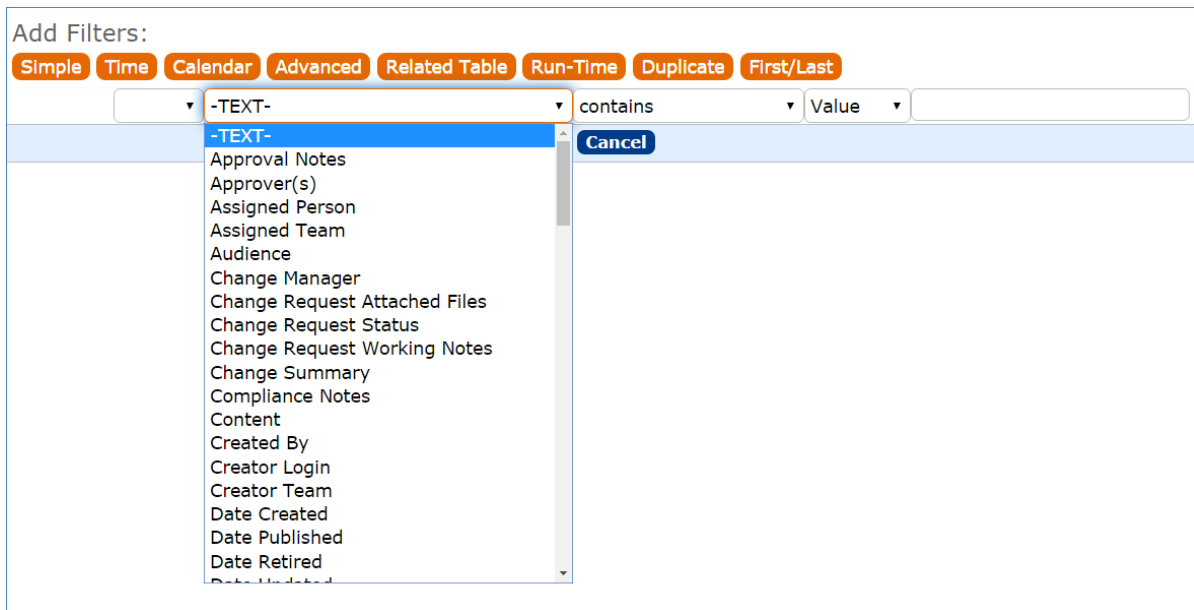 Add Filters:
Simple Time Calendar Advanced Related Table Run-Time Duplicate First/Last
-TEXT- contains Value
-TEXT- Cancel
Approval Notes
Approver(s)
Assigned Person
Assigned Team
Audience
Change Manager
Change Request Attached Files
Change Request Status
Change Request Working Notes
Change Summary
Compliance Notes
Content
Created By
Creator Login
Creator Team
Date Created
Date Published
Date Retired
Date Updated